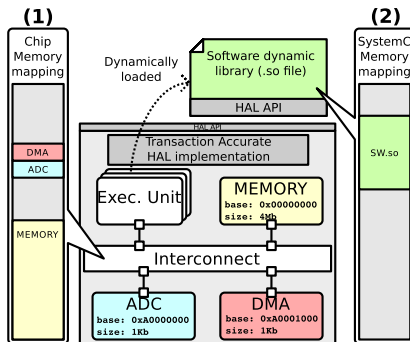 (1)
Chip
Memory
mapping
DMA
ADC
MEMORY
Dynamically
loaded
Software dynamic
library (.so file)
HAL API
HAL API
Transaction Accurate
HAL implementation
Exec. Unit
MEMORY
base: 0x00000000
size: 4Mb
Interconnect
ADC
base: 0xA0000000
size: 1Kb
DMA
base: 0xA0001000
size: 1Kb
(2)
SystemC
Memory
mapping
SW.so